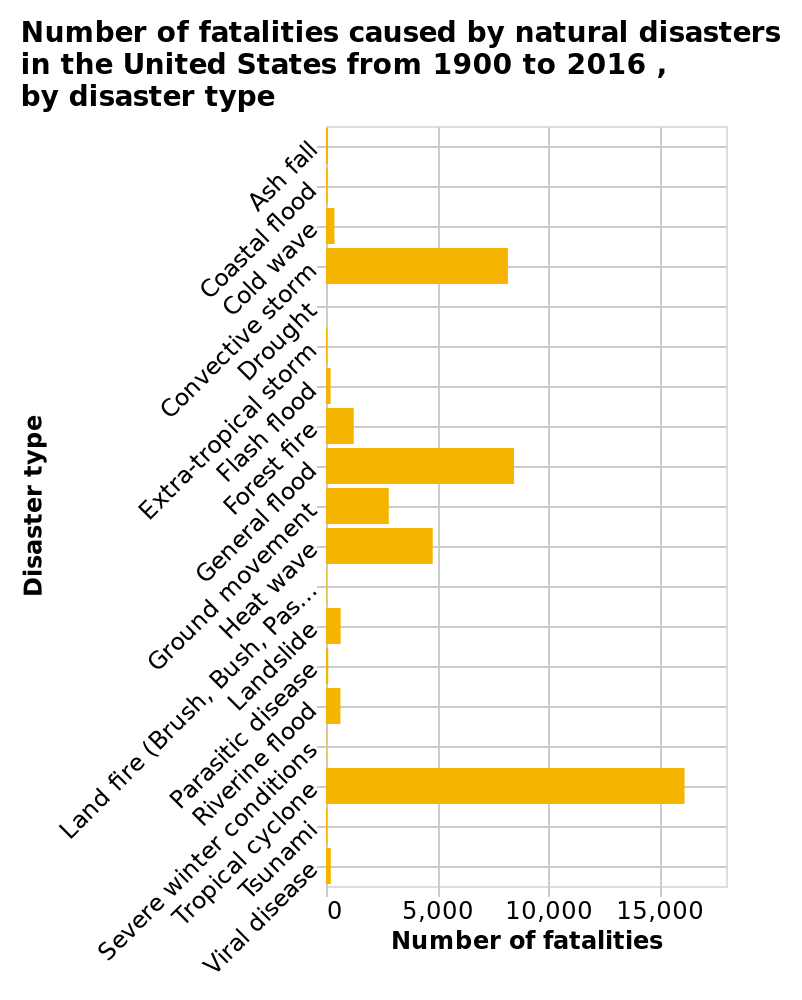 Number of fatalities caused by natural disasters
in the United States from 1900 to 2016 ,
by disaster type
Disaster type
Ash fall
Coastal flood
Cold wave
Convective storm
Drought
Extra-tropical storm
Flash flood
Forest fire
General flood
Ground movement
Heat wave
Land fire (Brush, Bush, Pas...
Landslide
Parasitic disease
Riverine flood
Severe winter conditions
Tropical cyclone
Tsunami
Viral disease
0 5,000 10,000 15,000
Number of fatalities